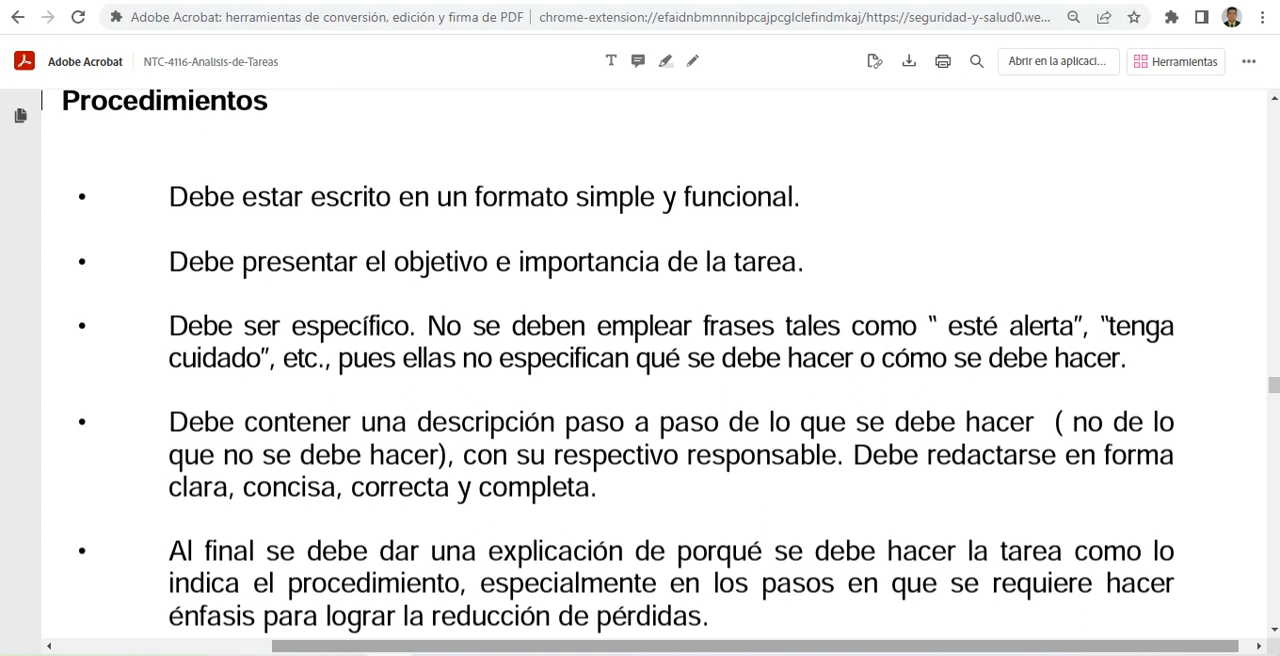 Adobe Acrobat: herramientas de conversión, edición y firma de PDF | chrome-extension://efaidnbmnnnibpcajpcglclefindmkaj/https://seguridad-y-salud0.we...
Adobe Acrobat NTC-4116-Analisis-de-Tareas T Abrir en la aplicaci... Herramientas
Procedimientos
• Debe estar escrito en un formato simple y funcional.
• Debe presentar el objetivo e importancia de la tarea.
• Debe ser específico. No se deben emplear frases tales como “ esté alerta”, “tenga
cuidado”, etc., pues ellas no especifican qué se debe hacer o cómo se debe hacer.
• Debe contener una descripción paso a paso de lo que se debe hacer ( no de lo
que no se debe hacer), con su respectivo responsable. Debe redactarse en forma
clara, concisa, correcta y completa.
• Al final se debe dar una explicación de porqué se debe hacer la tarea como lo
indica el procedimiento, especialmente en los pasos en que se requiere hacer
énfasis para lograr la reducción de pérdidas.